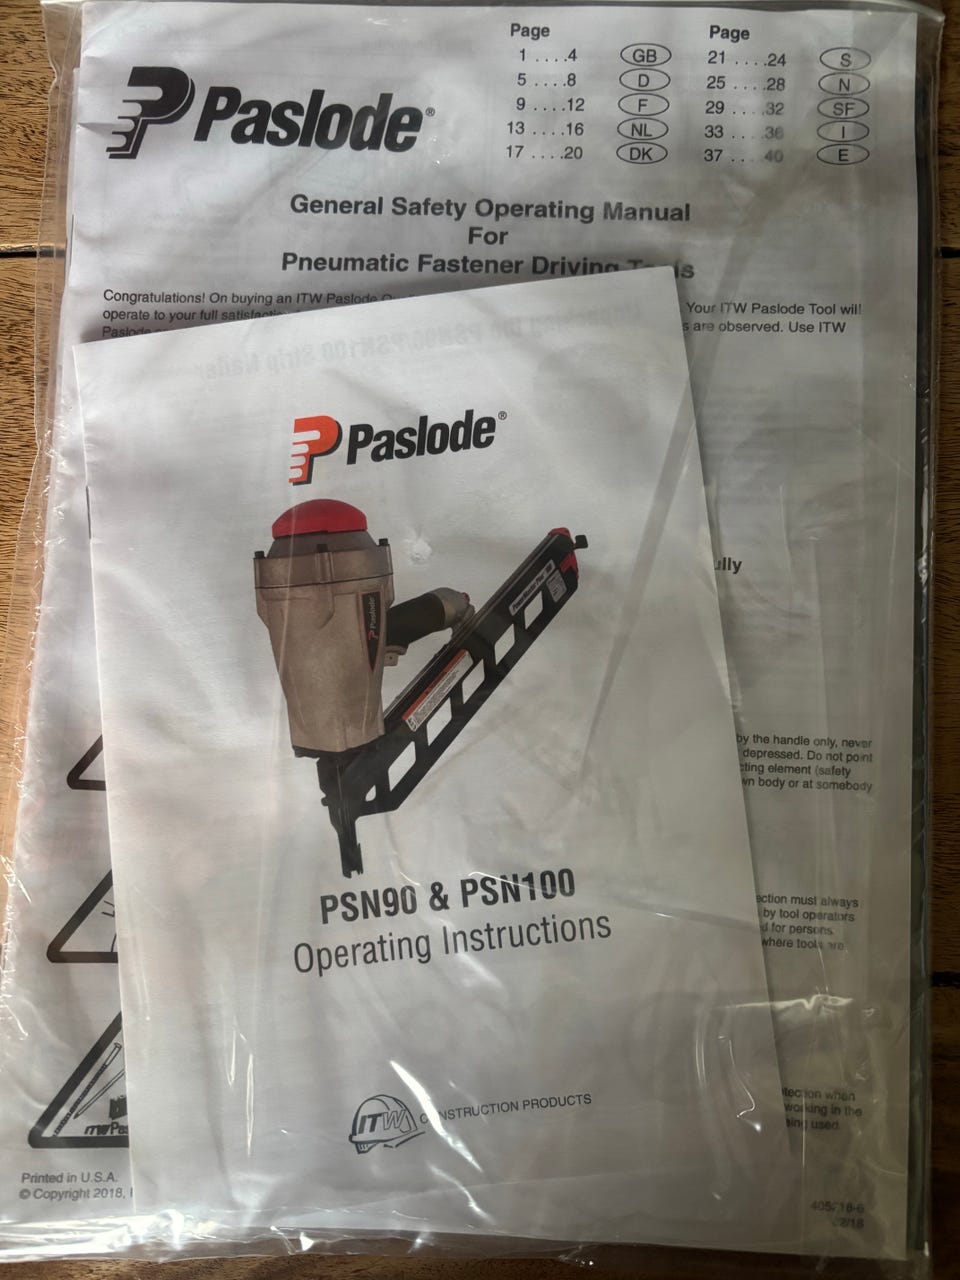 Page
Page
1 ....4 GB 21 ....24 S
5 ....8 D 25 ....28 N
9 ....12 F 29 ....32 SF
13 ....16 NL 33 ....36 I
17 ....20 DK 37 ....40 E
Paslode®
General Safety Operating Manual
For
Pneumatic Fastener Driving Tools
Congratulations! On buying an ITW Paslode Your ITW Paslode Tool will
operate to your full satisfaction s are observed. Use ITW
Paslode
ully
Paslode®
Paslode
by the handle only, never
depressed. Do not point
cting element (safety
wn body or at somebody
PSN90 & PSN100
Operating Instructions
ection must always
by tool operators
d for persons
where tools are
ITW CONSTRUCTION PRODUCTS
tection when
working in the
being used.
ITW Pas
Printed in U.S.A.
© Copyright 2018, I